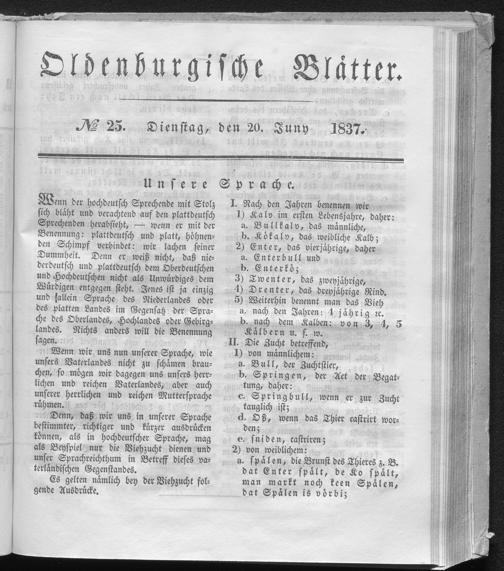 Oldenburgische Blätter.
№ 25. Dienstag, den 20. Juny 1837.
Unsere Sprache.
Wenn der hochdeutsch Sprechende mit Stolz
sich bläht und verachtend auf den plattdeutsch
Sprechenden herabsieht, — wenn er mit der
Benennung: plattdeutsch und platt, höhnen-
den Schimpf verbindet: wir lachen seiner
Dummheit. Denn er weiß nicht, daß nie-
derdeutsch und plattdeutsch dem Oberdeutschen
und Hochdeutschen nicht als Unwürdiges dem
Würdigen entgegen steht. Jenes ist ja einzig
und allein Sprache des Niederlandes oder
des platten Landes im Gegensatz der Spra-
che des Oberlandes, Hochlandes oder Gebirg-
landes. Nichts anders will die Benennung
sagen.
Wenn wir uns nun unserer Sprache, wie
unsers Vaterlandes nicht zu schämen brau-
chen, so mögen wir dagegen uns unsers herr-
lichen und reichen Vaterlandes, aber auch
unserer herrlichen und reichen Muttersprache
rühmen.
Denn, daß wir uns in unserer Sprache
bestimmter, richtiger und kürzer ausdrücken
können, als in hochdeutscher Sprache, mag
als Beyspiel nur die Viehzucht dienen und
unser Sprachreichthum in Betreff dieses va-
terländischen Gegenstandes.
Es gelten nämlich bey der Viehzucht fol-
gende Ausdrücke.
I. Nach den Jahren benennen wir
1) Kalv im ersten Lebensjahre, daher:
a. Bullkalv, das männliche,
b. Kökalv, das weibliche Kalb;
2) Enter, das vierjährige, daher
a. Enterbull und
b. Enterkö;
3) Twenter, das zweyjährige,
4) Drenter, das dreyjährige Rind.
5) Weiterhin benennt man das Vieh
a. nach den Jahren: 4 jährig ec.
b. nach dem Kalben: von 3, 4, 5
Kälbern u. s. w.
II. Die Zucht betreffend,
1) von männlichem:
a. Bull, der Zuchtstier,
b. Springen, der Act der Begat-
tung, daher:
c. Springbull, wenn er zur Zucht
tauglich ist;
d. Oß, wenn das Thier castrirt wor-
den;
e. sniden, castriren;
2) von weiblichem:
a. spälen, die Brunst des Thieres z. B.
dat Enter spält, de Ko spält,
man markt noch keen Spälen,
dat Spälen is vörbi;